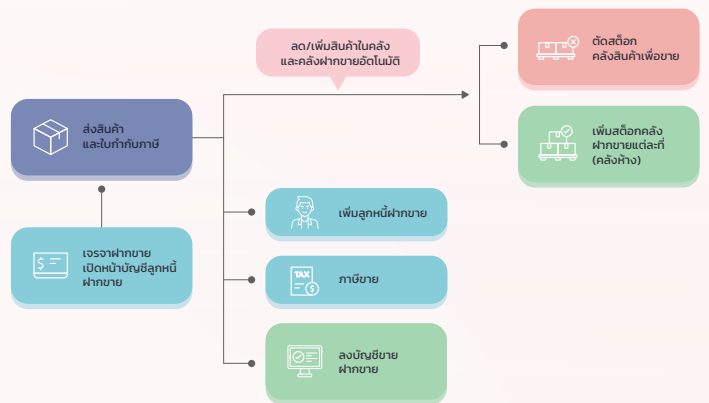 ลด/เพิ่มสินค้าในคลัง
และคลังฝากขายอัตโนมัติ
ตัดสต็อก
คลังสินค้าเพื่อขาย
ส่งสินค้า
และใบกำกับภาษี
เพิ่มสต็อกคลัง
ฝากขายแต่ละที่
(คลังห้าง)
เพิ่มลูกหนี้ฝากขาย
เจรจาฝากขาย
เปิดหน้าบัญชีลูกหนี้
ฝากขาย
$
TAX
$
ภาษีขาย
ลงบัญชีขาย
ฝากขาย